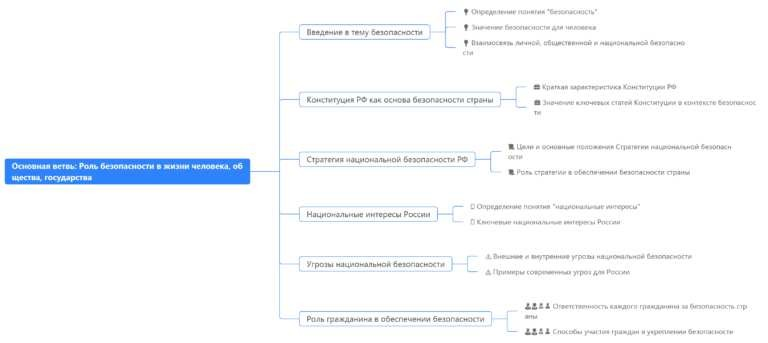 Определение понятия "безопасность"
Введение в тему безопасности
Значение безопасности для человека
Взаимосвязь личной, общественной и национальной безопасно
сти
Конституция РФ как основа безопасности страны
Краткая характеристика Конституции РФ
Значение ключевых статей Конституции в контексте безопаснос
ти
Основная ветвь: Роль безопасности в жизни человека, об
щества, государства
Стратегия национальной безопасности РФ
Цели и основные положения Стратегии национальной безопасн
ости
Роль стратегии в обеспечении безопасности страны
Национальные интересы России
Определение понятия "национальные интересы"
Ключевые национальные интересы России
Угрозы национальной безопасности
Внешние и внутренние угрозы национальной безопасности
Примеры современных угроз для России
Роль гражданина в обеспечении безопасности
Ответственность каждого гражданина за безопасность стр
аны
Способы участия граждан в укреплении безопасности